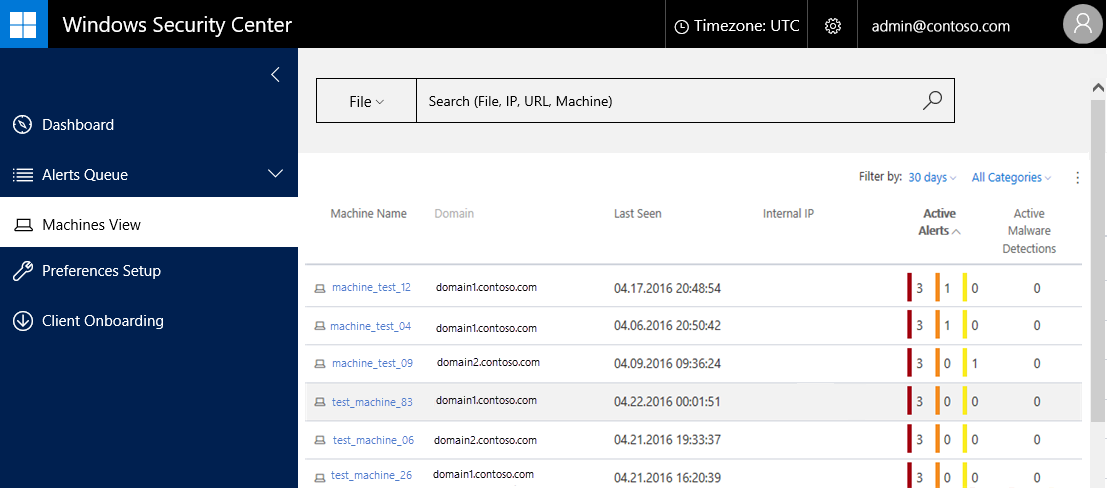 Windows Security Center
Timezone: UTC
admin@contoso.com
Dashboard
Alerts Queue
Machines View
Preferences Setup
Client Onboarding
File
Search (File, IP, URL, Machine)
Filter by: 30 days All Categories
Machine Name Domain Last Seen Internal IP Active Alerts Active Malware Detections
machine_test_12 domain1.contoso.com 04.17.2016 20:48:54 3 1 0 0
machine_test_04 domain1.contoso.com 04.06.2016 20:50:42 3 1 0 0
machine_test_09 domain2.contoso.com 04.09.2016 09:36:24 3 0 1 0
test_machine_83 domain1.contoso.com 04.22.2016 00:01:51 3 0 0 0
test_machine_06 domain2.contoso.com 04.21.2016 19:33:37 3 0 0 0
test_machine_26 domain1.contoso.com 04.21.2016 16:20:39 3 0 0 0